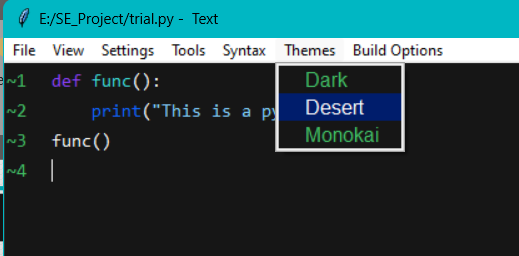 E:/SE_Project/trial.py - Text
File View Settings Tools Syntax Themes Build Options
Dark
Desert
Monokai
~1 def func():
~2 print("This is a py
~3 func()
~4